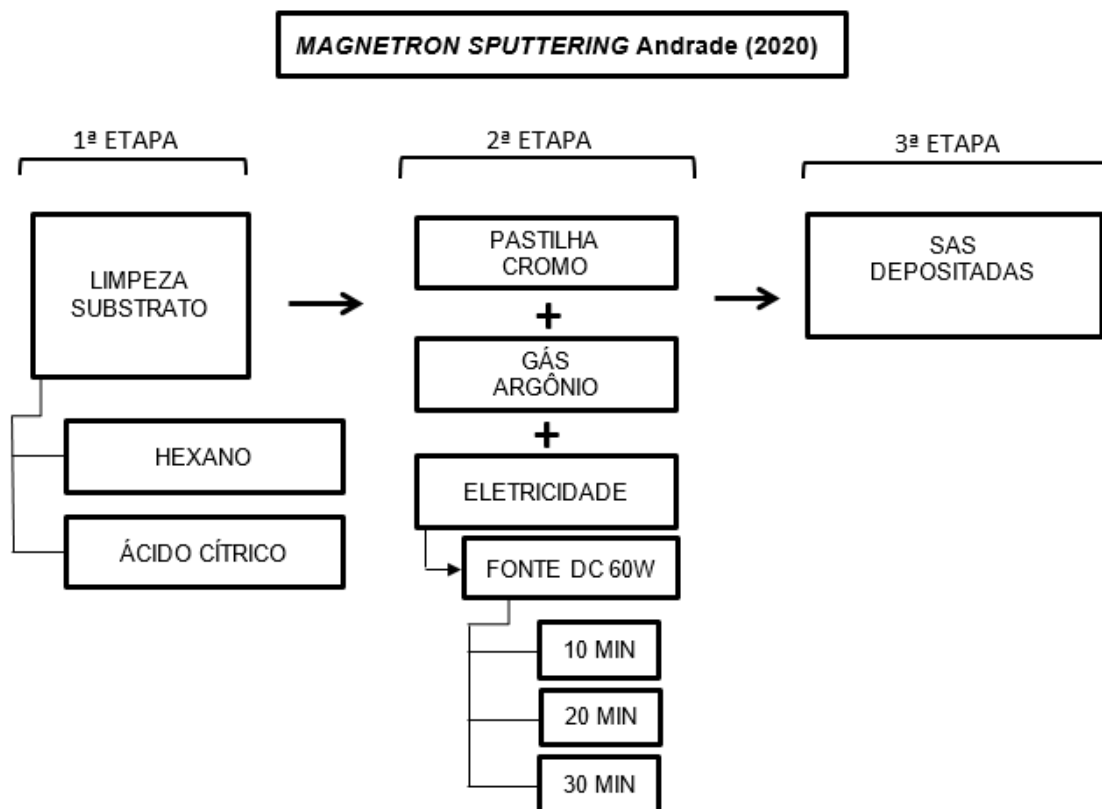 MAGNETRON SPUTTERING Andrade (2020)
1ª ETAPA
LIMPEZA
SUBSTRATO
HEXANO
ÁCIDO CÍTRICO
2ª ETAPA
PASTILHA
CROMO
+
GÁS
ARGÔNIO
+
ELETRICIDADE
FONTE DC 60W
10 MIN
20 MIN
30 MIN
3ª ETAPA
SAS
DEPOSITADAS